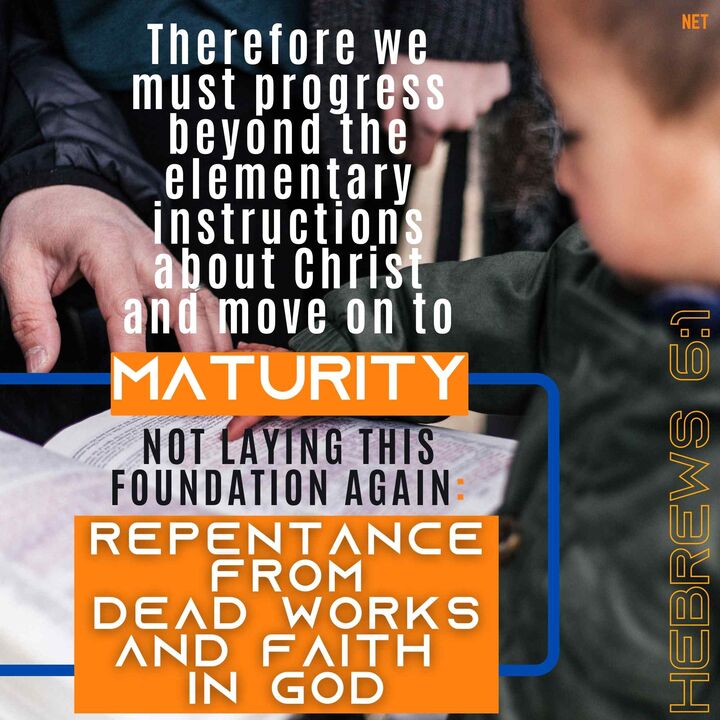 NET
Therefore we
must progress
beyond the
elementary
instructions
about Christ
and move on to
MATURITY
NOT LAYING THIS
FOUNDATION AGAIN:
REPENTANCE
FROM
DEAD WORKS
AND FAITH
IN GOD
HEBREWS 6:1